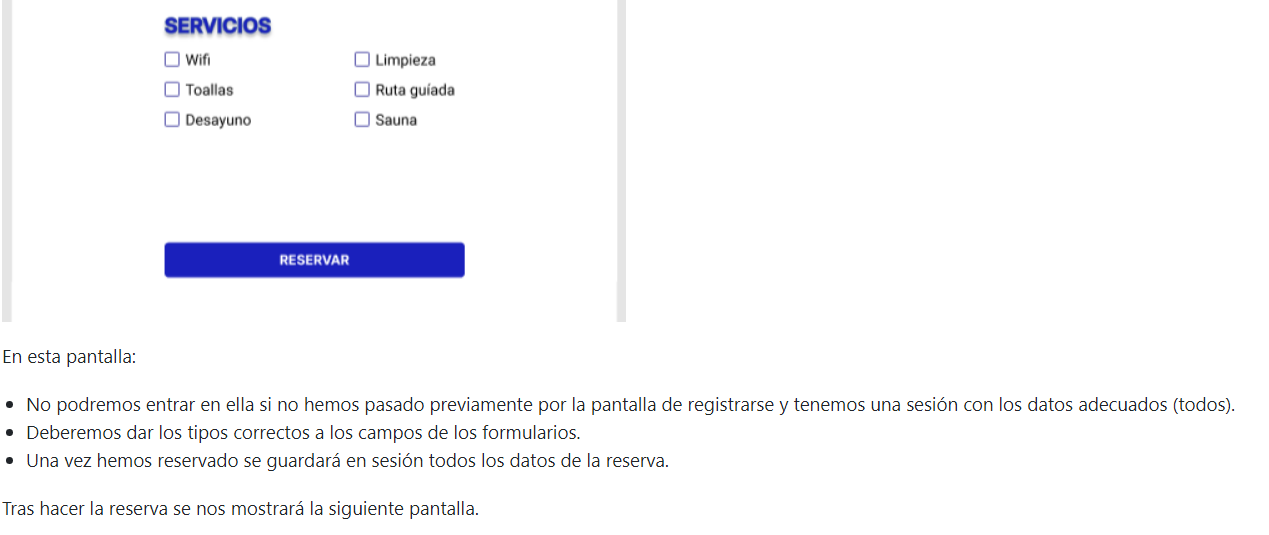 SERVICIOS
Wifi
Limpieza
Toallas
Ruta guíada
Desayuno
Sauna
RESERVAR
En esta pantalla:
No podremos entrar en ella si no hemos pasado previamente por la pantalla de registrarse y tenemos una sesión con los datos adecuados (todos).
Deberemos dar los tipos correctos a los campos de los formularios.
Una vez hemos reservado se guardará en sesión todos los datos de la reserva.
Tras hacer la reserva se nos mostrará la siguiente pantalla.